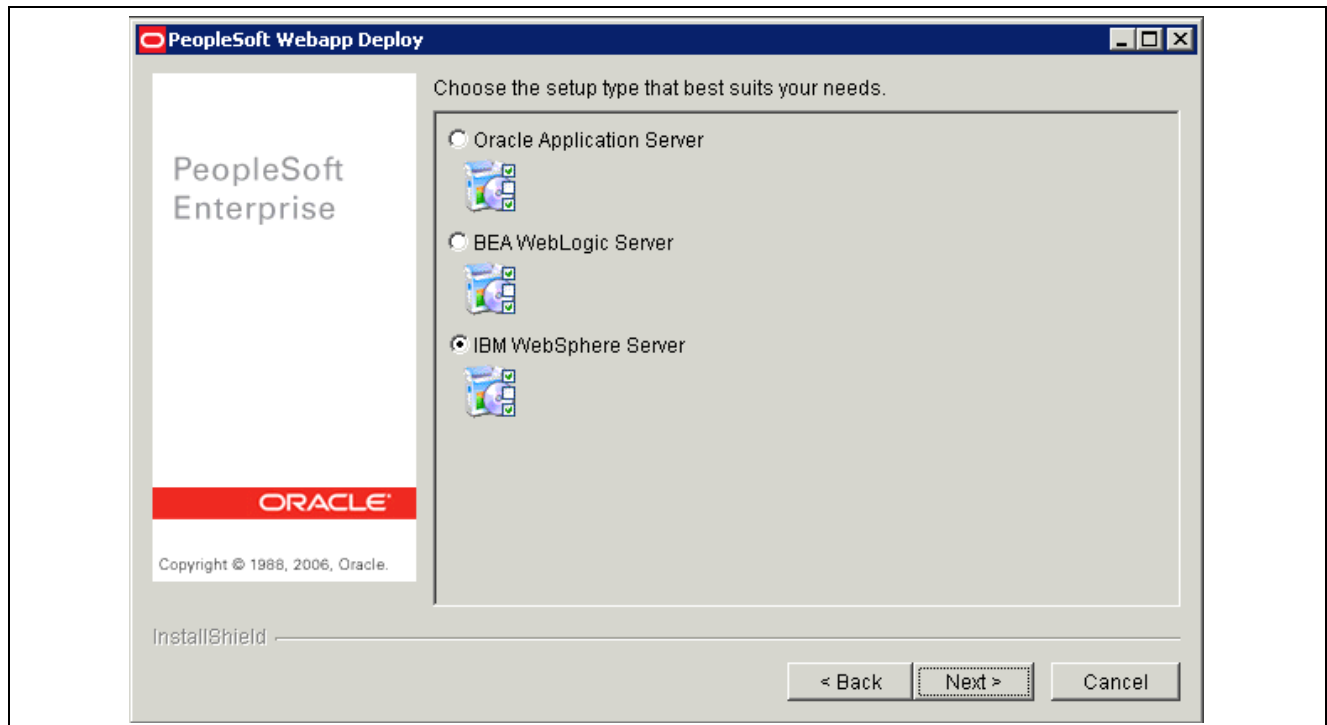 PeopleSoft Webapp Deploy
Choose the setup type that best suits your needs.
PeopleSoft
Enterprise
Oracle Application Server
BEA WebLogic Server
IBM WebSphere Server
ORACLE
Copyright © 1988, 2006, Oracle.
InstallShield
< Back
Next >
Cancel